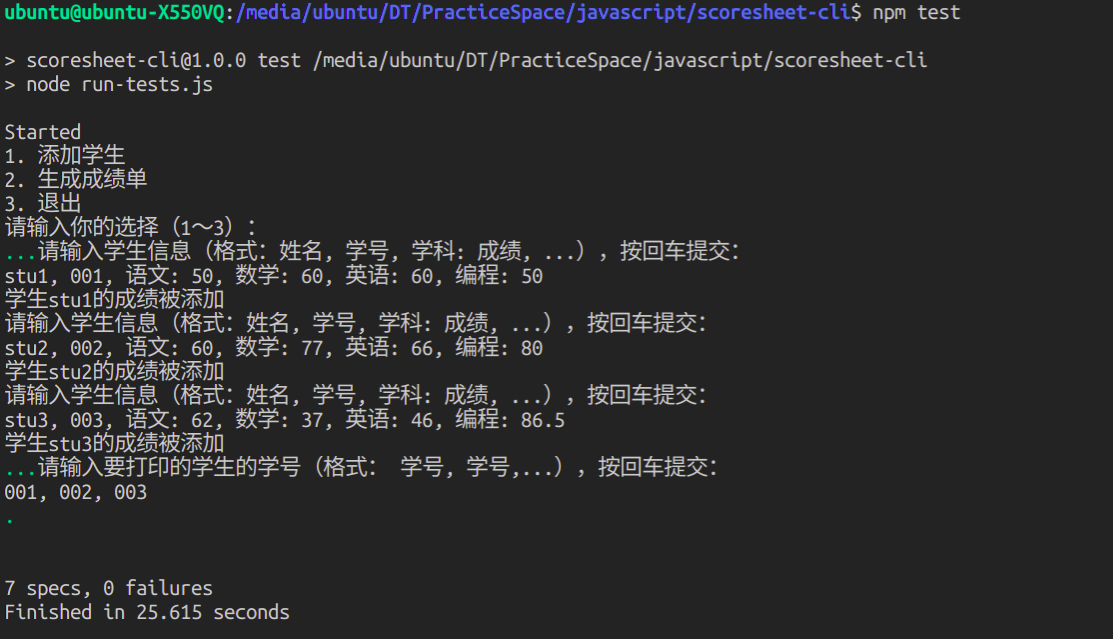 ubuntu@ubuntu-X550VQ:/media/ubuntu/DT/PracticeSpace/javascript/scoresheet-cli$ npm test
> scoresheet-cli@1.0.0 test /media/ubuntu/DT/PracticeSpace/javascript/scoresheet-cli
> node run-tests.js
Started
1. 添加学生
2. 生成成绩单
3. 退出
请输入你的选择（1～3）：
...请输入学生信息（格式：姓名, 学号, 学科: 成绩, ...），按回车提交：
stu1, 001, 语文: 50, 数学: 60, 英语: 60, 编程: 50
学生stu1的成绩被添加
请输入学生信息（格式：姓名, 学号, 学科: 成绩, ...），按回车提交：
stu2, 002, 语文: 60, 数学: 77, 英语: 66, 编程: 80
学生stu2的成绩被添加
请输入学生信息（格式：姓名, 学号, 学科: 成绩, ...），按回车提交：
stu3, 003, 语文: 62, 数学: 37, 英语: 46, 编程: 86.5
学生stu3的成绩被添加
...请输入要打印的学生的学号（格式： 学号, 学号,...），按回车提交：
001, 002, 003
.
7 specs, 0 failures
Finished in 25.615 seconds